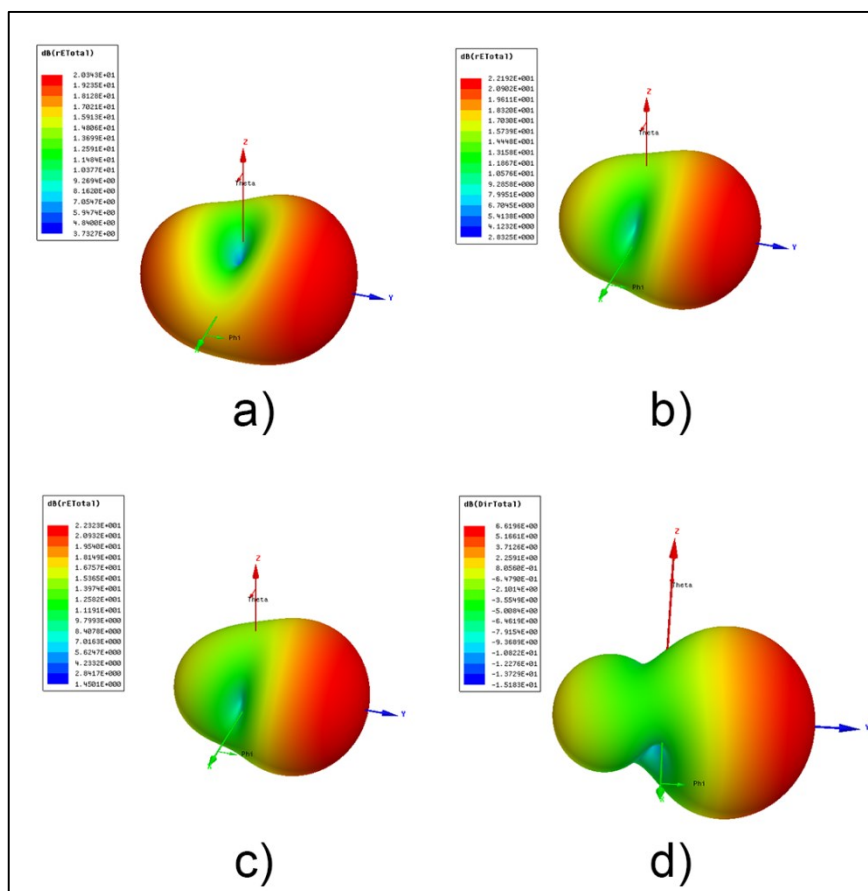 dB(rETotal)
2.0343E+01
1.9235E+01
1.8128E+01
1.7021E+01
1.5913E+01
1.4806E+01
1.3699E+01
1.2591E+01
1.1484E+01
1.0377E+01
9.2694E+00
8.1620E+00
7.0547E+00
5.9474E+00
4.8400E+00
3.7327E+00
Z
Theta
Y
Phi
a)
dB(rETotal)
2.2192E+001
2.0902E+001
1.9611E+001
1.8320E+001
1.7030E+001
1.5739E+001
1.4448E+001
1.3158E+001
1.1867E+001
1.0576E+001
9.2858E+000
7.9951E+000
6.7045E+000
5.4138E+000
4.1232E+000
2.8325E+000
Z
Theta
Y
X
Phi
b)
dB(rETotal)
2.2323E+001
2.0932E+001
1.9540E+001
1.8149E+001
1.6757E+001
1.5365E+001
1.3974E+001
1.2582E+001
1.1191E+001
9.7993E+000
8.4078E+000
7.0163E+000
5.6247E+000
4.2332E+000
2.8417E+000
1.4501E+000
Z
Theta
Y
X
Phi
c)
dB(DirTotal)
6.6196E+00
5.1661E+00
3.7126E+00
2.2591E+00
8.0560E-01
-6.4790E-01
-2.1014E+00
-3.5549E+00
-5.0084E+00
-6.4619E+00
-7.9154E+00
-9.3689E+00
-1.0822E+01
-1.2276E+01
-1.3729E+01
-1.5183E+01
Z
Theta
Y
Phi
X
d)